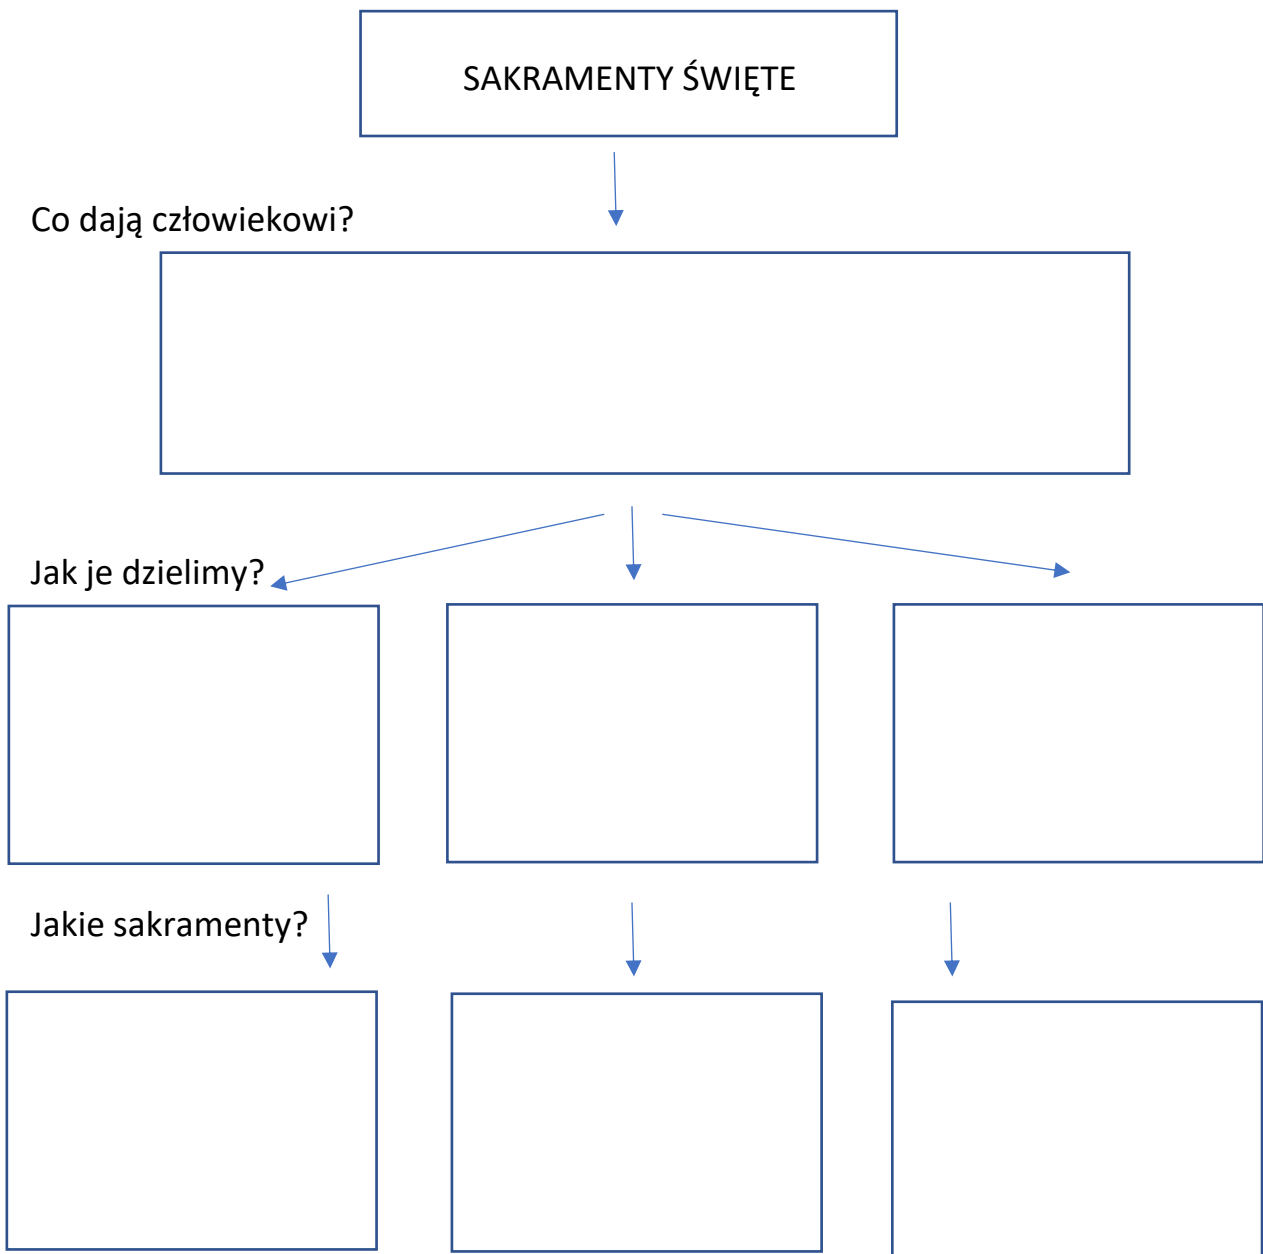 SAKRAMENTY ŚWIĘTE
Co dają człowiekowi?
Jak je dzielimy?
Jakie sakramenty?